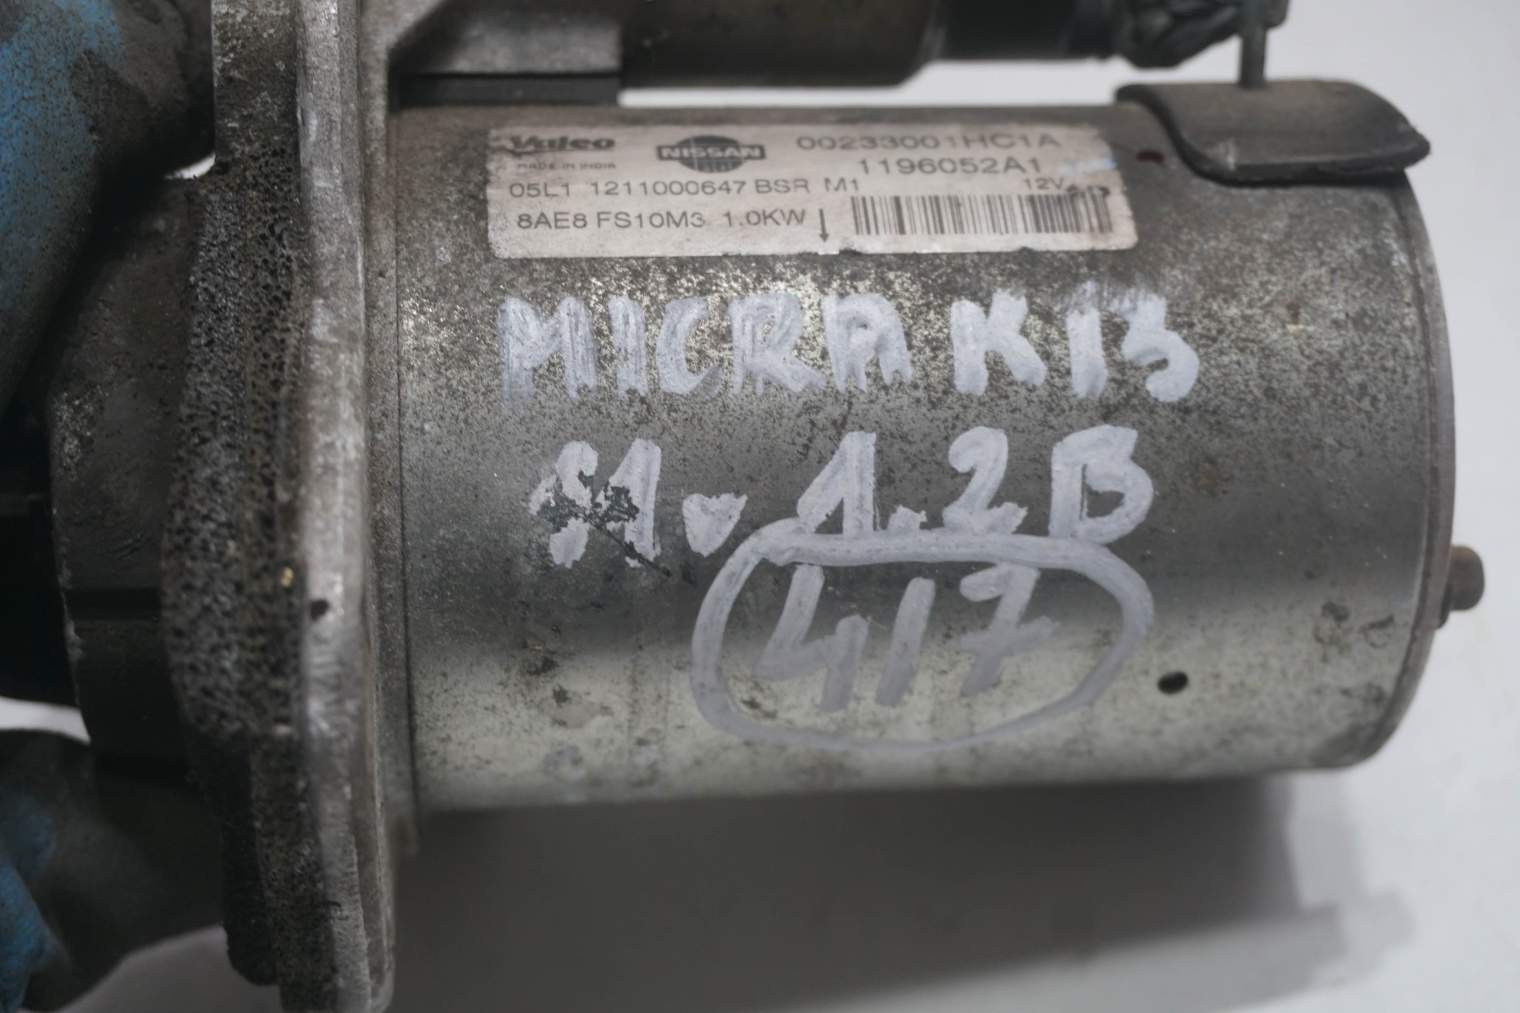 Valeo NISSAN 00233001HC1A
MADE IN INDIA 1196052A1
05L1 1211000647 BSR M1 12V
8AE8 FS10M3 1.0KW
MICRA K13
1.2B
417